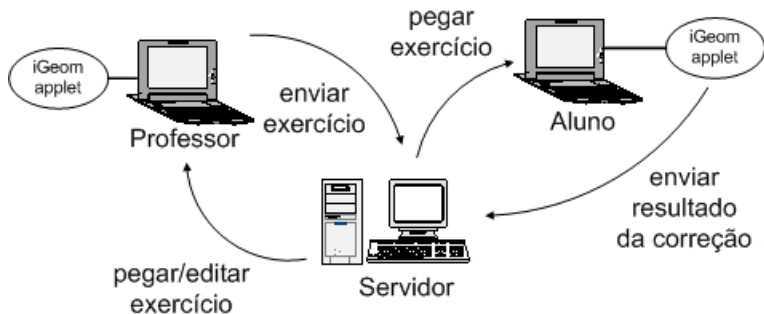 pegar
exercício
iGeom
applet
iGeom
applet
enviar
exercício
Professor
Aluno
enviar
resultado
da correção
pegar/editar
exercício
Servidor